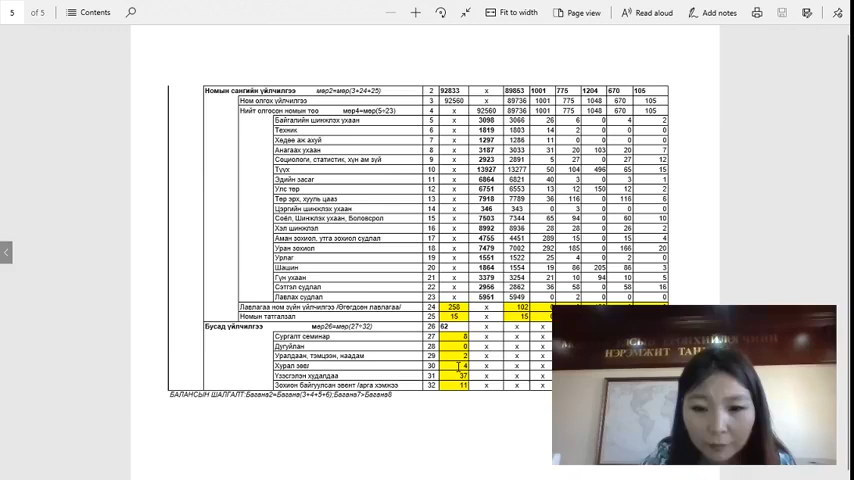 5 of 5 Contents Fit to width Page view Read aloud Add notes
Номын сангийн үйлчилгээ мөр2=мөр(3+24+25) 2 92833 x 89853 1001 775 1204 670 105
Ном олгох үйлчилгээ 3 92560 x 89736 1001 775 1048 670 105
Нийт олгосон номын тоо мөр4=мөр(5÷23) 4 x 92560 89736 1001 775 1048 670 105
Байгалийн шинжлэх ухаан 5 x 3098 3066 26 6 0 4 2
Техник 6 x 1819 1803 14 2 0 0 0
Хөдөө аж ахуй 7 x 1297 1286 11 0 0 0 0
Анагаах ухаан 8 x 3187 3033 31 20 103 20 7
Социологи, статистик, хүн ам зүй 9 x 2923 2891 5 27 0 27 12
Түүх 10 x 13927 13277 50 104 496 65 15
Эдийн засаг 11 x 6864 6821 40 3 0 3 1
Улс төр 12 x 6751 6553 13 12 150 12 2
Төр эрх, хууль цааз 13 x 7918 7789 36 116 0 116 6
Цэргийн шинжлэх ухаан 14 x 346 343 0 3 0 0 0
Соёл, Шинжлэх ухаан, Боловсрол 15 x 7503 7344 65 94 0 60 10
Хэл шинжлэл 16 x 8992 8936 28 28 0 26 2
Аман зохиол, утга зохиол судлал 17 x 4755 4451 289 15 0 15 4
Уран зохиол 18 x 7479 7002 292 185 0 166 20
Урлаг 19 x 1551 1522 25 4 0 2 0
Шашин 20 x 1864 1554 19 86 205 86 3
Гүн ухаан 21 x 3379 3254 21 10 94 10 5
Сэтгэл судлал 22 x 2956 2862 36 58 0 58 16
Лавлах судлал 23 x 5951 5949 0 2 0 0 0
Лавлагаа ном зүйн үйлчилгээ /Өгөгдсөн лавлагаа/ 24 258 x 102
Номын татгалзал 25 15 x 15
Бусад үйлчилгээ мөр26=мөр(27÷32) 26 62 x x x
Сургалт семинар 27 8 x x x
Дугуйлан 28 0 x x x
Уралдаан, тэмцээн, наадам 29 2 x x x
Хурал зөвл 30 4 x x x
Үзэсгэлэн худалдаа 31 37 x x x
Зохион байгуулсан эвент /арга хэмжээ 32 11 x x x
БАЛАНСЫН ШАЛГАЛТ:Багана2=Багана(3+4+5+6);Багана7>Багана8
НЭРЭМЖИТ ТАН